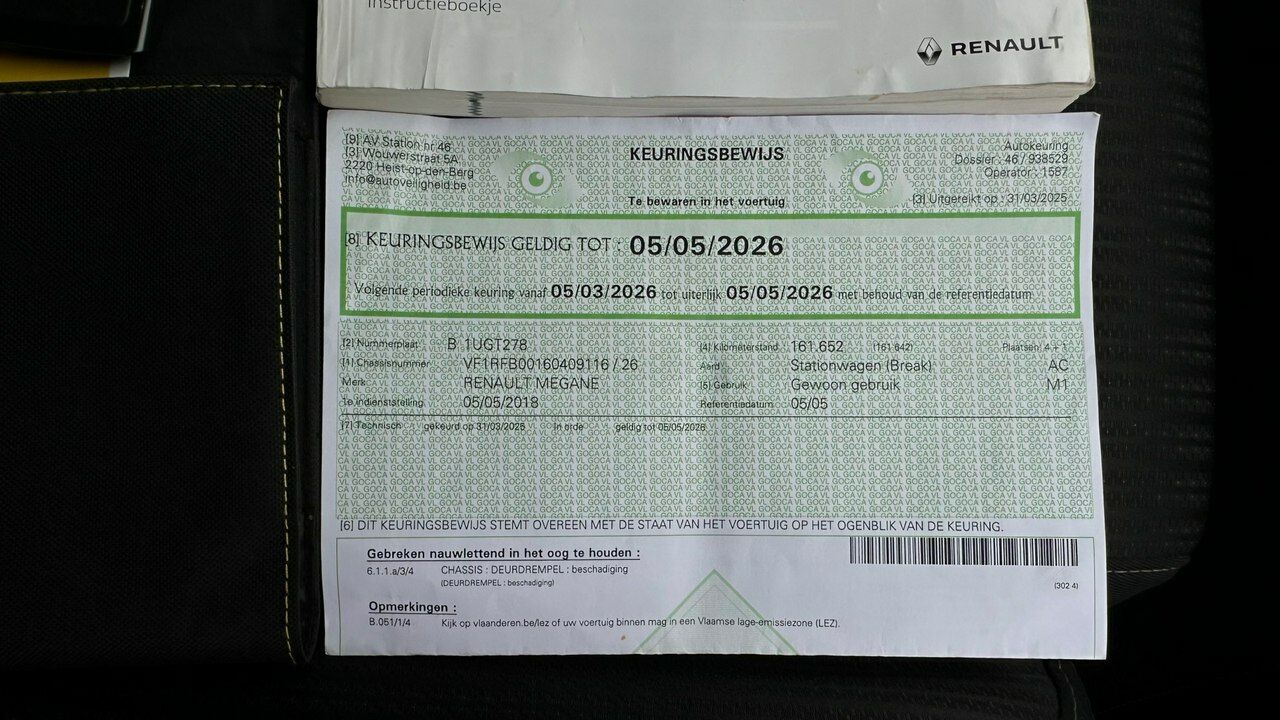 Instructieboekje
RENAULT
[9] AV Station nr 46
[3] Wouwerstraat 5A
2220 Heist-op-den-Berg
info@autoveiligheid.be
KEURINGSBEWIJS
Te bewaren in het voertuig
Autokeuring
Dossier : 46 / 938529
Operator : 1587
[3] Uitgereikt op : 31/03/2025
[8] KEURINGSBEWIJS GELDIG TOT : 05/05/2026
Volgende periodieke keuring vanaf 05/03/2026 tot uiterlijk 05/05/2026 met behoud van de referentiedatum
[2] Nummerplaat B 1UGT278
[4] Kilometerstand 161.652 (161.642) Plaatsen: 4 + 1
[1] Chassisnummer VF1RFB00160409116 / 26
Aard Stationwagen (Break) AC
Merk RENAULT MEGANE
[5] Gebruik Gewoon gebruik M1
1e indienststelling 05/05/2018
Referentiedatum 05/05
[7] Technisch : gekeurd op 31/03/2025 In orde geldig tot 05/05/2026
[6] DIT KEURINGSBEWIJS STEMT OVEREEN MET DE STAAT VAN HET VOERTUIG OP HET OGENBLIK VAN DE KEURING.
Gebreken nauwlettend in het oog te houden :
6.1.1.a/3/4 CHASSIS : DEURDREMPEL : beschadiging
(DEURDREMPEL : beschadiging)
(302 4)
Opmerkingen :
B.051/1/4 Kijk op vlaanderen.be/lez of uw voertuig binnen mag in een Vlaamse lage-emissiezone (LEZ).